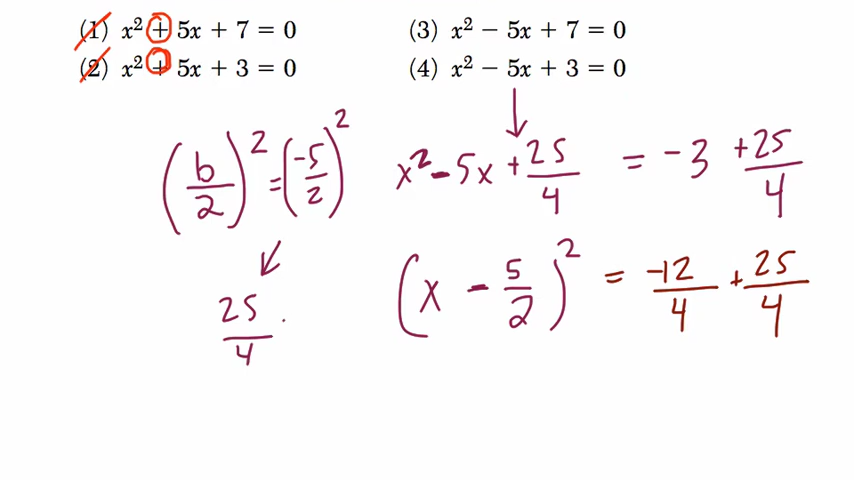 (1) x² + 5x + 7 = 0
(2) x² + 5x + 3 = 0
(3) x² − 5x + 7 = 0
(4) x² − 5x + 3 = 0
(b/2)² = (-5/2)²
25/4
x² - 5x + 25/4 = -3 + 25/4
(x - 5/2)² = -12/4 + 25/4